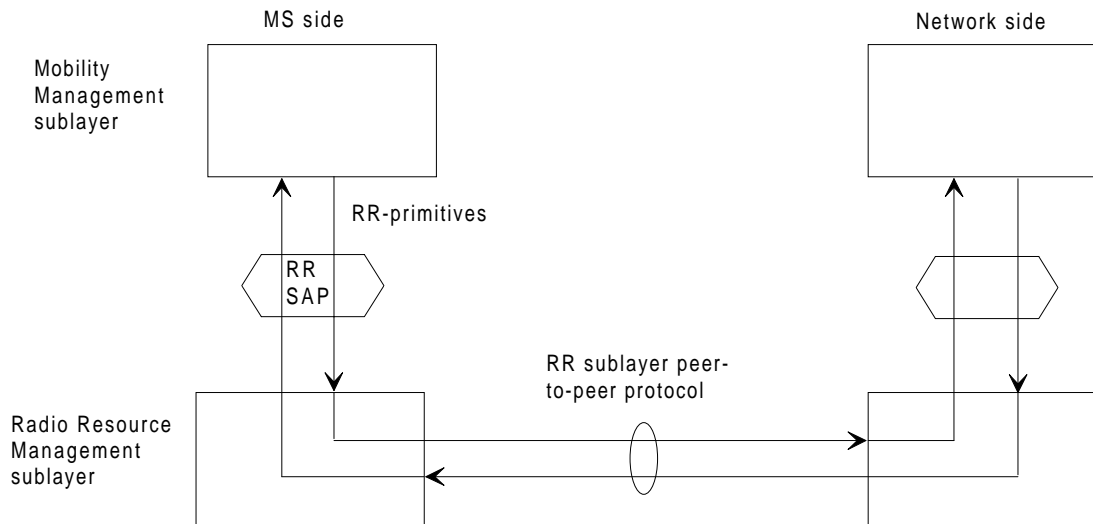 MS side
Network side
Mobility
Management
sublayer
RR-primitives
RR
SAP
RR sublayer peer-
to-peer protocol
Radio Resource
Management
sublayer